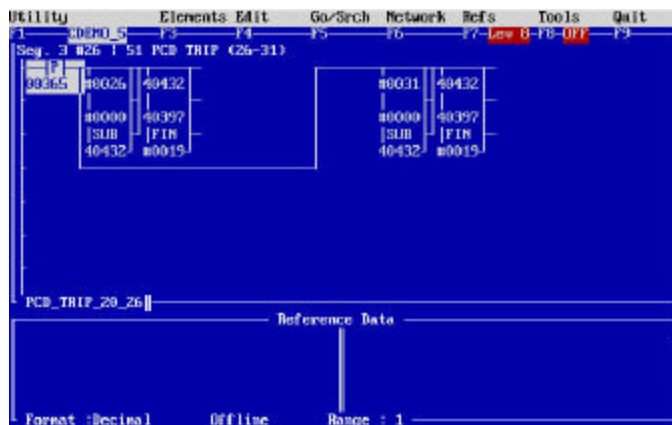 Utility Elements Edit Go/Srch Network Refs Tools Quit
F1 :DEMO_S F3 F4 F5 F6 F7-Lev 8-F8-OFF F9
Seg. 3 #26 : 51 PCD TRIP (26-31)
P
00365 #0026 40432 #0031 40432
#0000 40397 #0000 40397
SUB FIN SUB FIN
40432 #0019 40432 #0019
PCD_TRIP_20_26
Reference Data
Format :Decimal Offline Range : 1